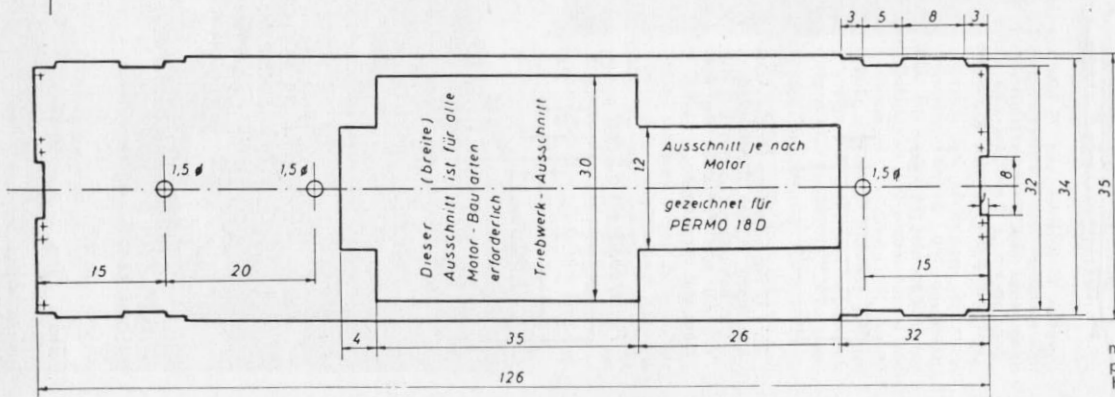 3 5 8 3
1,5 ø
1,5 ø
1,5 ø
Dieser (breite)
Ausschnitt ist für alle
Motor - Bauarten
erforderlich
Triebwerk - Ausschnitt
30
12
Ausschnitt je nach
Motor
gezeichnet für
PERMO 18 D
8
32
34
35
15
20
15
4
35
26
32
126